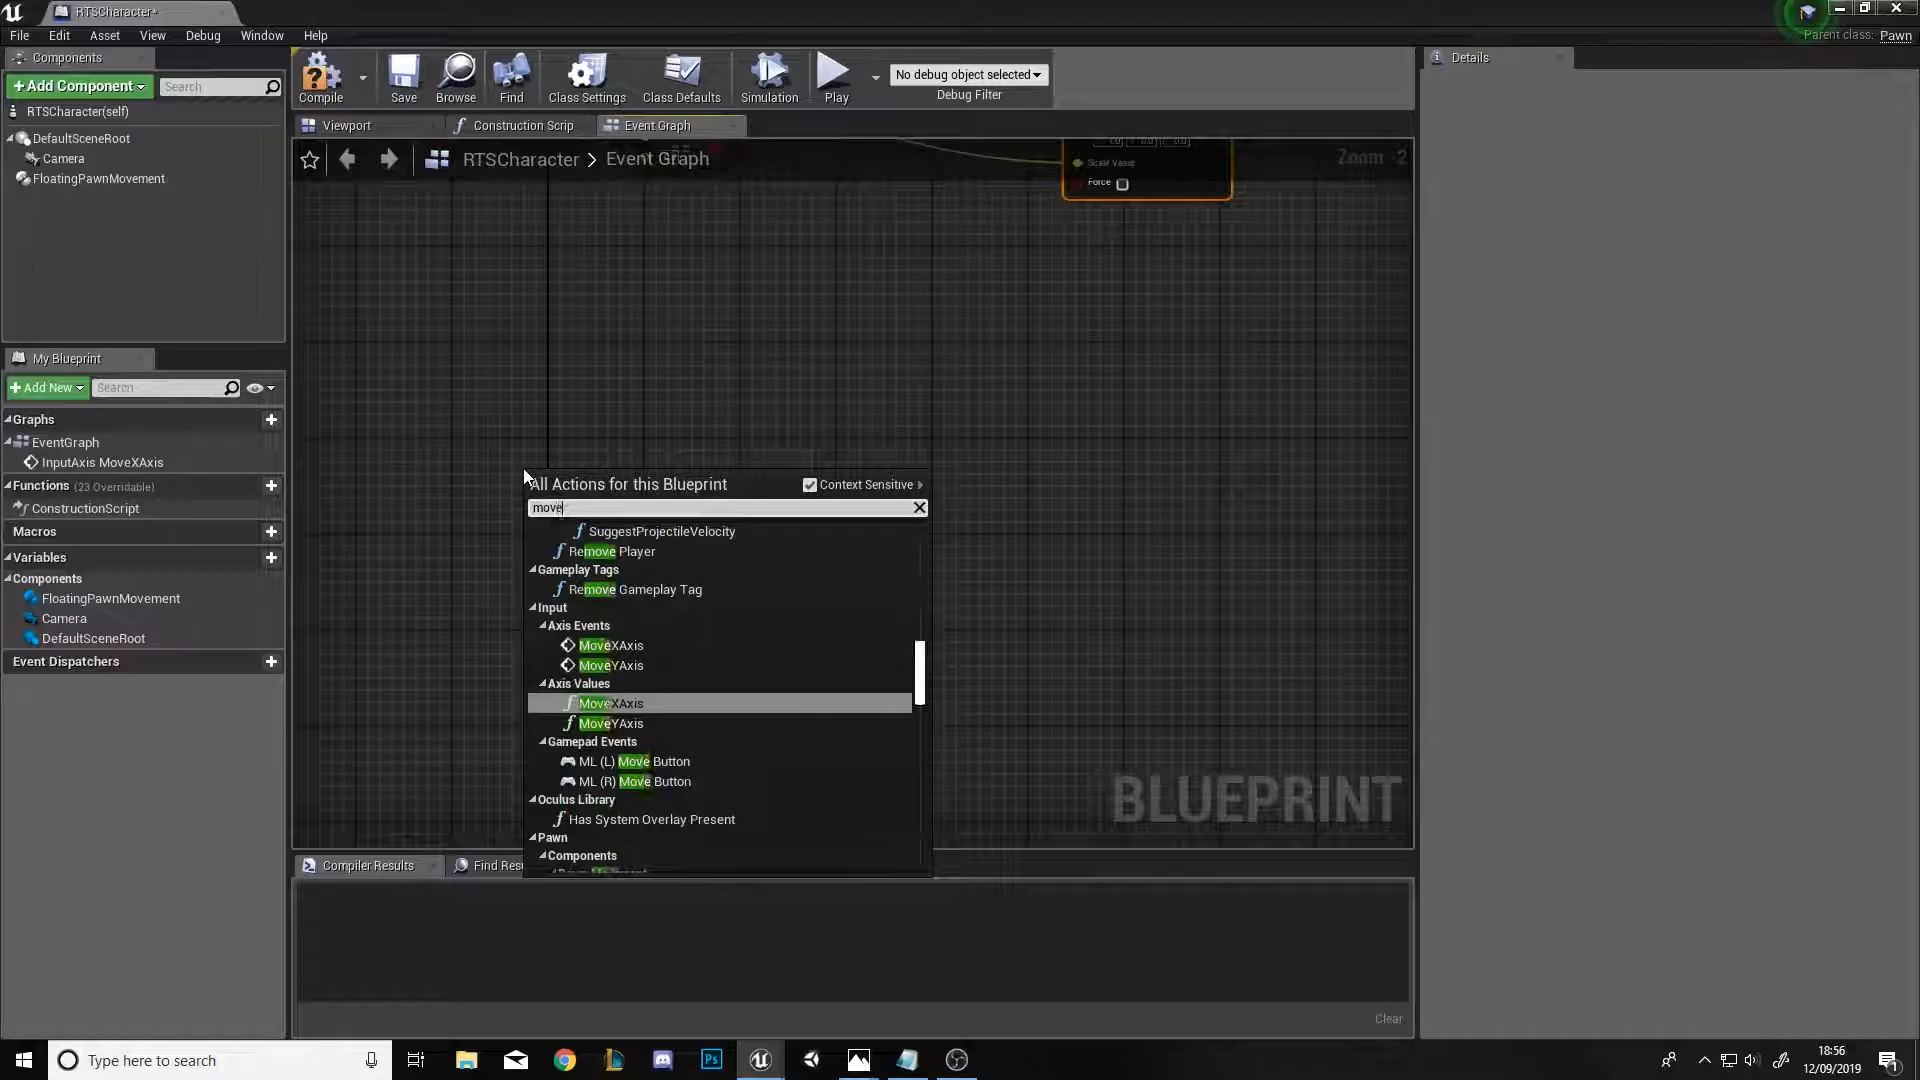 RTSCharacter*
File Edit Asset View Debug Window Help
Parent class: Pawn
Components
+Add Component
Search
RTSCharacter(self)
DefaultSceneRoot
Camera
FloatingPawnMovement
Compile
Save
Browse
Find
Class Settings
Class Defaults
Simulation
Play
No debug object selected
Debug Filter
Details
Viewport
Construction Scrip
Event Graph
RTSCharacter > Event Graph
Zoom -2
Scale Value
Force
My Blueprint
+Add New
Search
Graphs
EventGraph
InputAxis MoveXAxis
Functions (23 Overridable)
ConstructionScript
Macros
Variables
Components
FloatingPawnMovement
Camera
DefaultSceneRoot
Event Dispatchers
All Actions for this Blueprint
Context Sensitive
move
SuggestProjectileVelocity
Remove Player
Gameplay Tags
Remove Gameplay Tag
Input
Axis Events
MoveXAxis
MoveYAxis
Axis Values
MoveXAxis
MoveYAxis
Gamepad Events
ML (L) Move Button
ML (R) Move Button
Oculus Library
Has System Overlay Present
Pawn
Components
BLUEPRINT
Compiler Results
Find Resu
Clear
Type here to search
Ps
18:56
12/09/2019
1